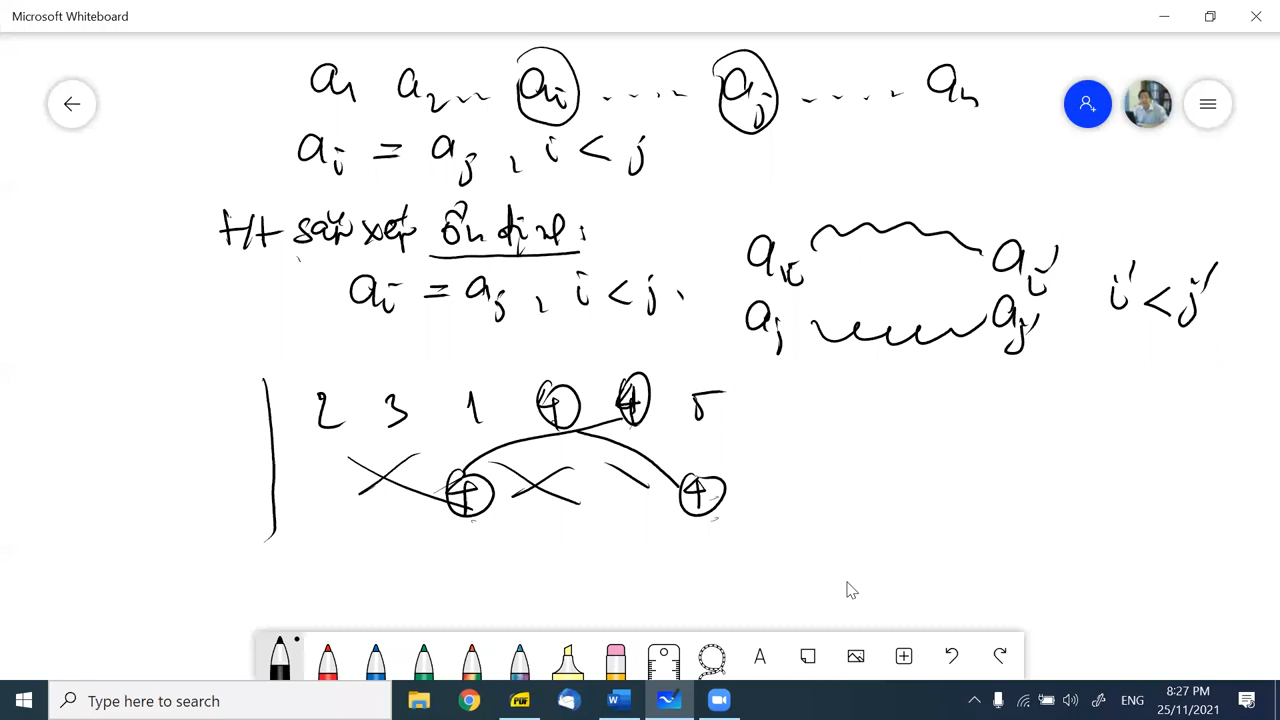 Microsoft Whiteboard
a1 a2... ai ..... aj ..... an
ai = aj , i < j
sắp xếp ổn định:
ai = aj , i < j .
ai ai'
aj aj'
i' < j'
2 3 1 4 4 5
4 4
Type here to search
PDF
ENG
8:27 PM
25/11/2021